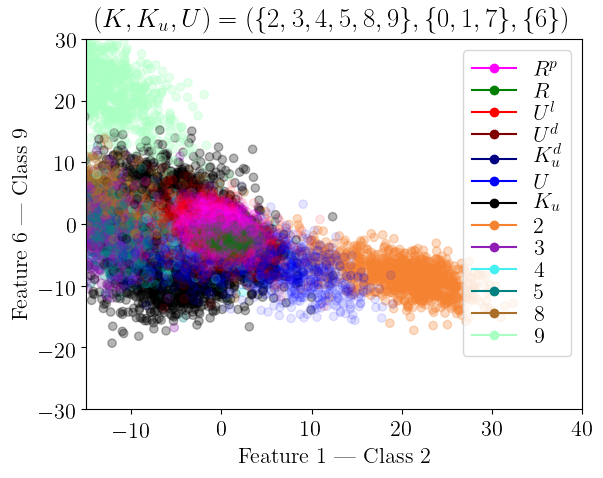 (K, K_u, U) = ({2, 3, 4, 5, 8, 9}, {0, 1, 7}, {6})
30
20
10
0
−10
−20
−30
Feature 6 — Class 9
R^p
R
U^l
U^d
K_u^d
U
K_u
2
3
4
5
8
9
−10
0
10
20
30
40
Feature 1 — Class 2